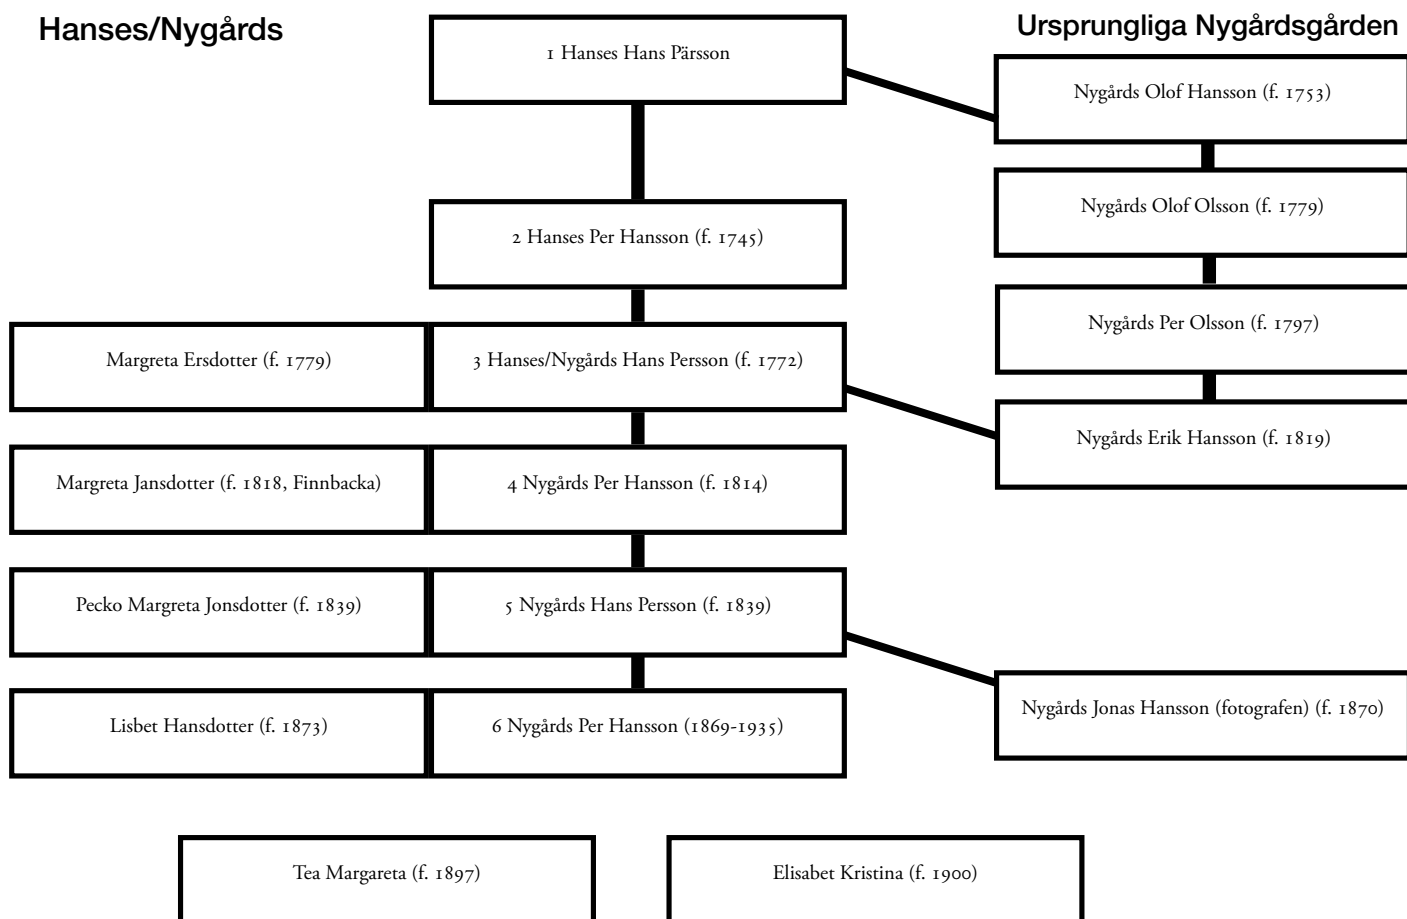 Hanses/Nygårds
Ursprungliga Nygårdsgården
1 Hanses Hans Pärsson
Nygårds Olof Hansson (f. 1753)
Nygårds Olof Olsson (f. 1779)
2 Hanses Per Hansson (f. 1745)
Nygårds Per Olsson (f. 1797)
Margreta Ersdotter (f. 1779)
3 Hanses/Nygårds Hans Persson (f. 1772)
Nygårds Erik Hansson (f. 1819)
Margreta Jansdotter (f. 1818, Finnbacka)
4 Nygårds Per Hansson (f. 1814)
Pecko Margreta Jonsdotter (f. 1839)
5 Nygårds Hans Persson (f. 1839)
Nygårds Jonas Hansson (fotografen) (f. 1870)
Lisbet Hansdotter (f. 1873)
6 Nygårds Per Hansson (1869-1935)
Tea Margareta (f. 1897)
Elisabet Kristina (f. 1900)